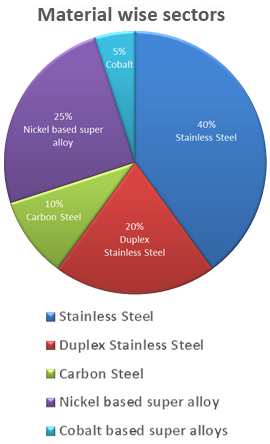 Material wise sectors
5%
Cobalt
40%
Stainless Steel
25%
Nickel based super
alloy
10%
Carbon Steel
20%
Duplex
Stainless Steel
Stainless Steel
Duplex Stainless Steel
Carbon Steel
Nickel based super alloy
Cobalt based super alloys